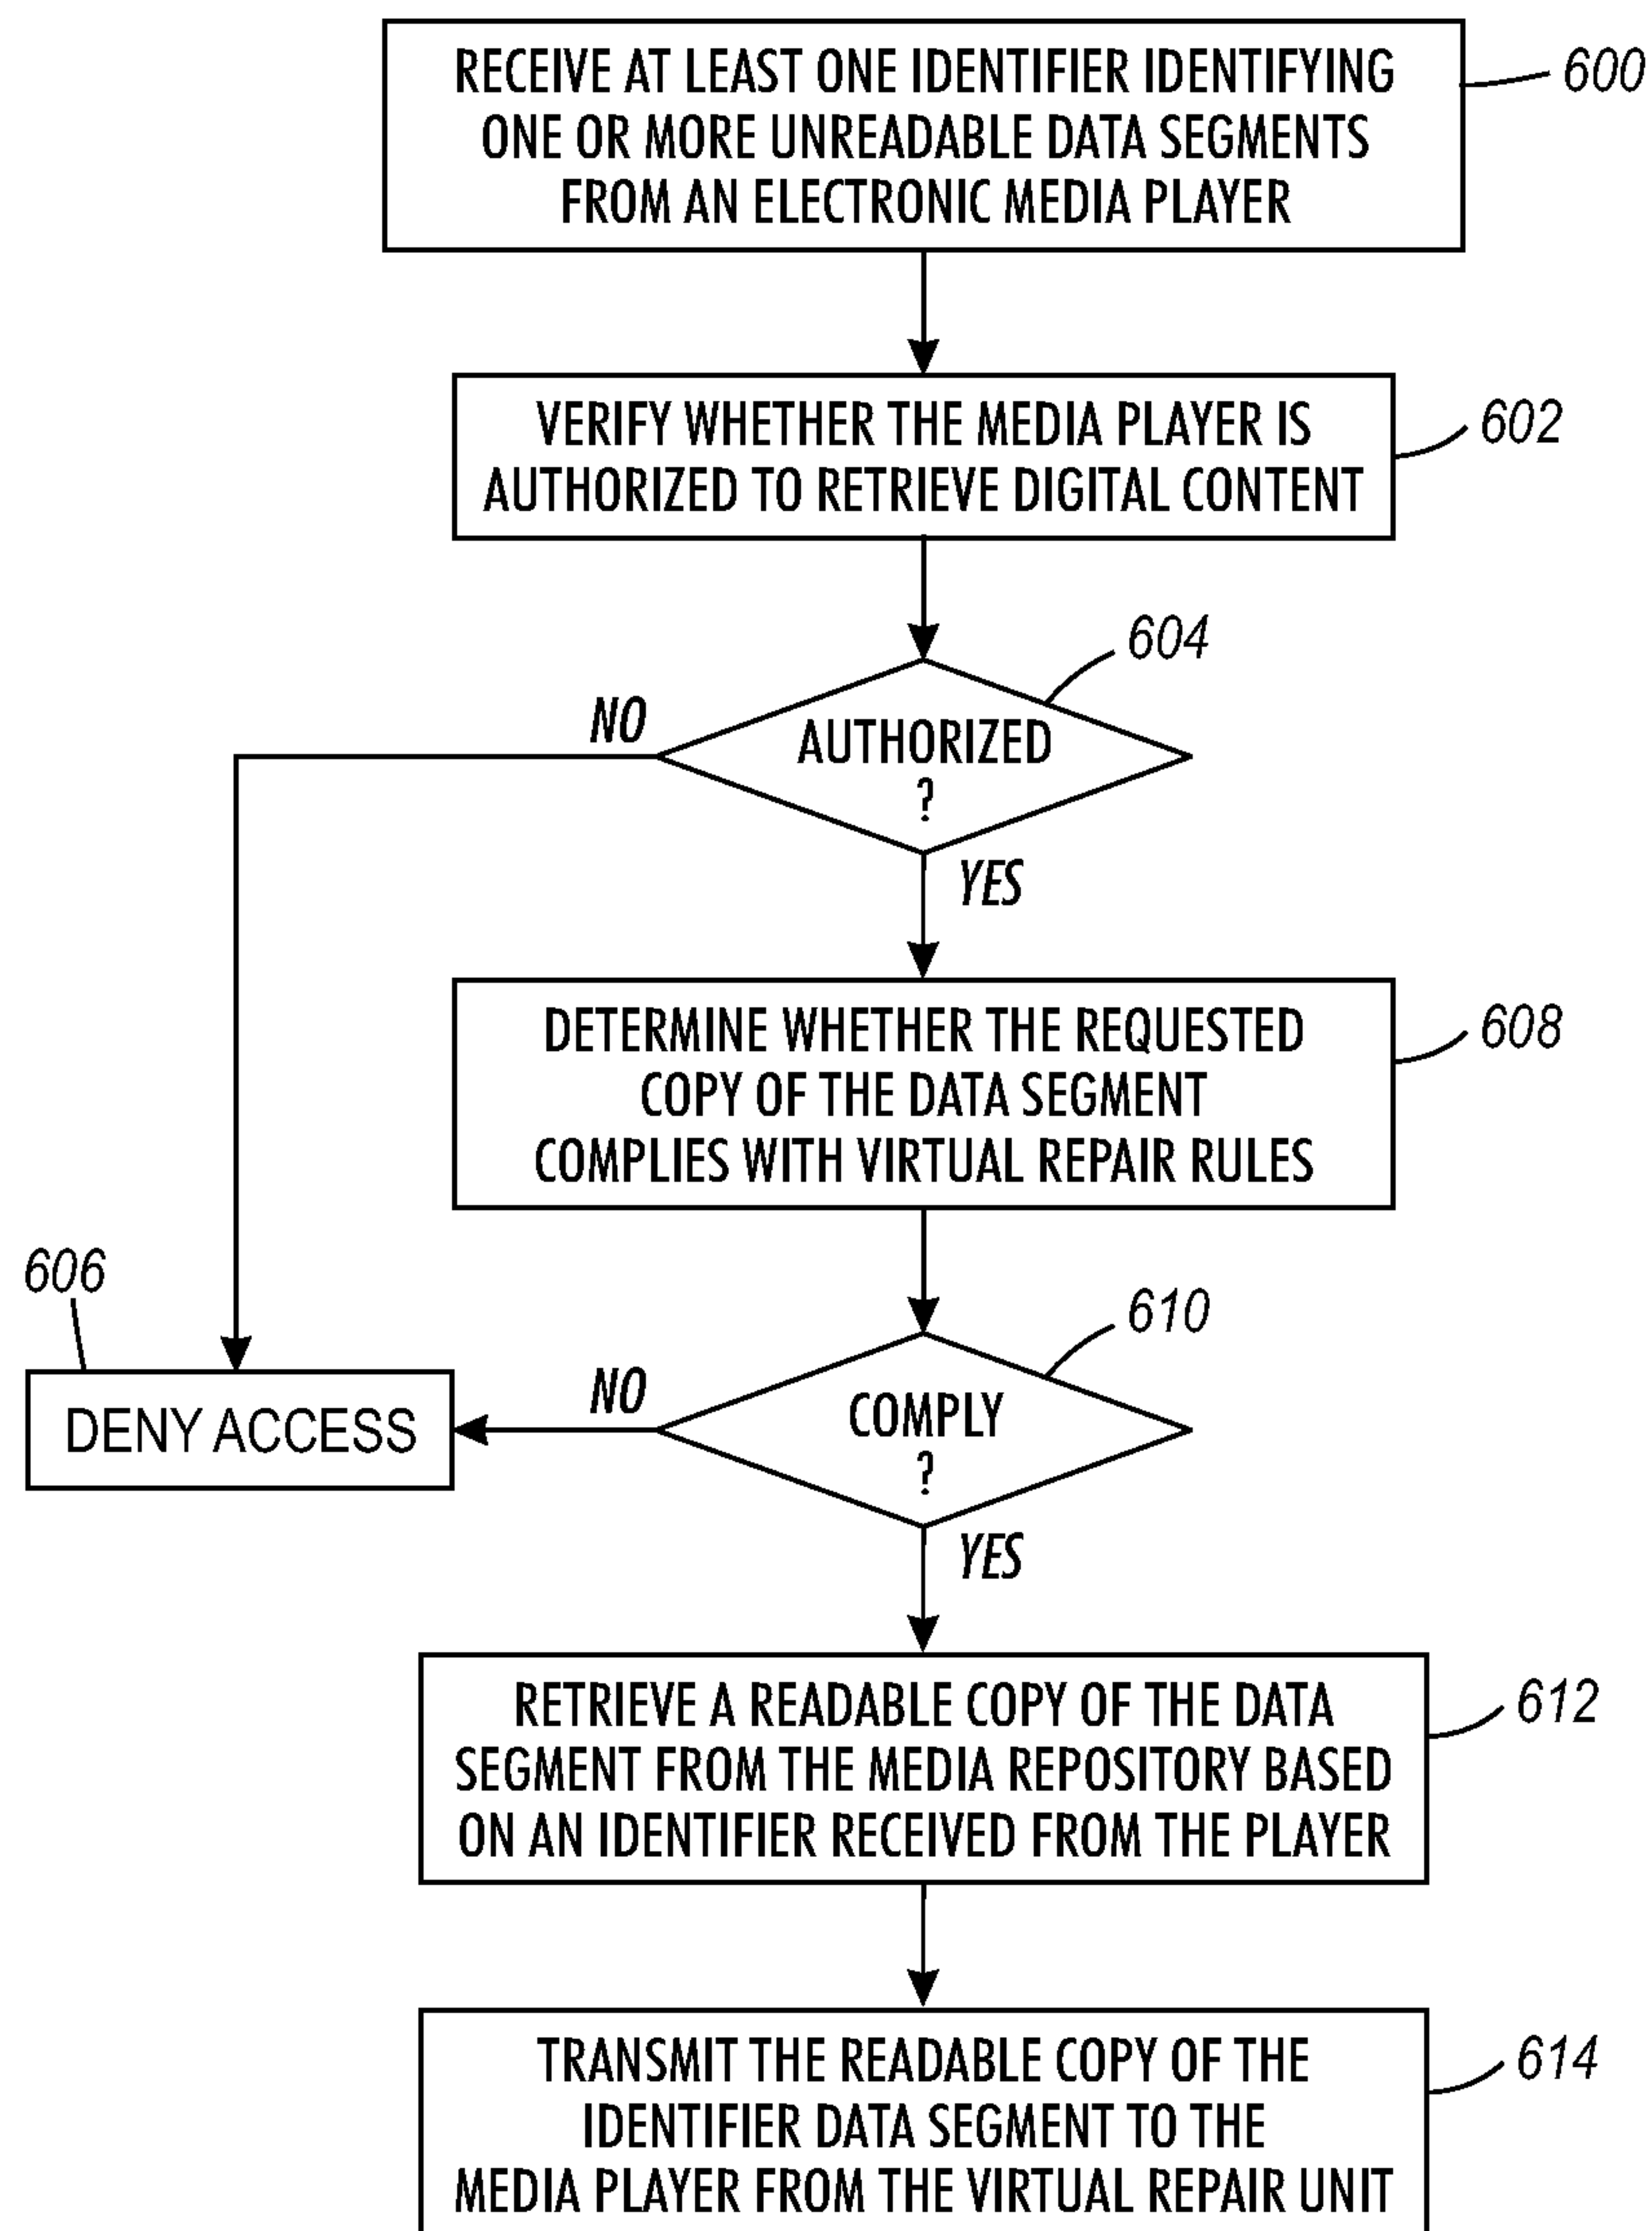 RECEIVE AT LEAST ONE IDENTIFIER IDENTIFYING
ONE OR MORE UNREADABLE DATA SEGMENTS
FROM AN ELECTRONIC MEDIA PLAYER
600
VERIFY WHETHER THE MEDIA PLAYER IS
AUTHORIZED TO RETRIEVE DIGITAL CONTENT
602
604
AUTHORIZED
?
NO
YES
DETERMINE WHETHER THE REQUESTED
COPY OF THE DATA SEGMENT
COMPLIES WITH VIRTUAL REPAIR RULES
608
606
DENY ACCESS
610
COMPLY
?
NO
YES
RETRIEVE A READABLE COPY OF THE DATA
SEGMENT FROM THE MEDIA REPOSITORY BASED
ON AN IDENTIFIER RECEIVED FROM THE PLAYER
612
TRANSMIT THE READABLE COPY OF THE
IDENTIFIER DATA SEGMENT TO THE
MEDIA PLAYER FROM THE VIRTUAL REPAIR UNIT
614